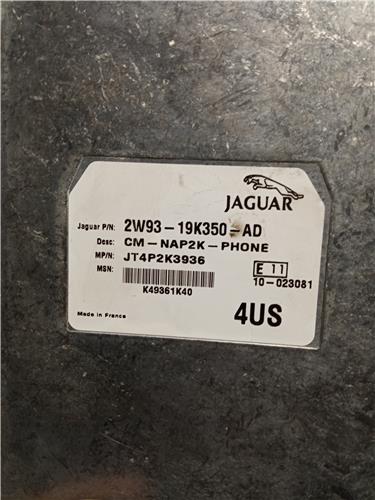 JAGUAR
Jaguar P/N: 2W93-19K350-AD
Desc: CM-NAP2K-PHONE
MP/N: JT4P2K3936
MSN:
K49361K40
E 11
10-023081
Made in France
4US